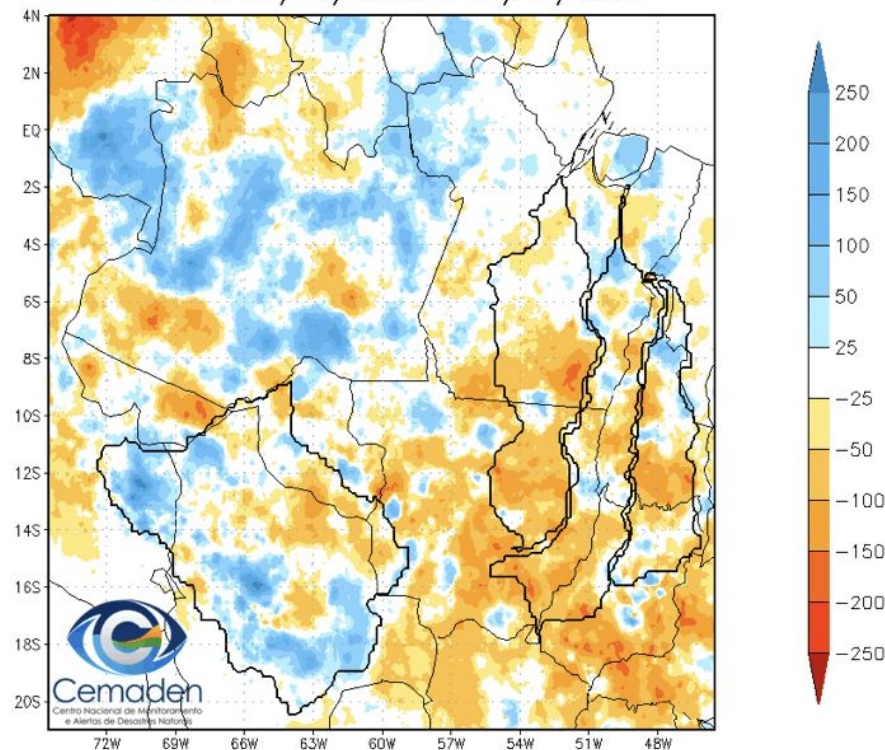 4N
2N
EQ
2S
4S
6S
8S
10S
12S
14S
16S
18S
20S
72W
69W
66W
63W
60W
57W
54W
51W
48W
250
200
150
100
50
25
-25
-50
-100
-150
-200
-250
Cemaden
Centro Nacional de Monitoramento
e Alertas de Desastres Naturais